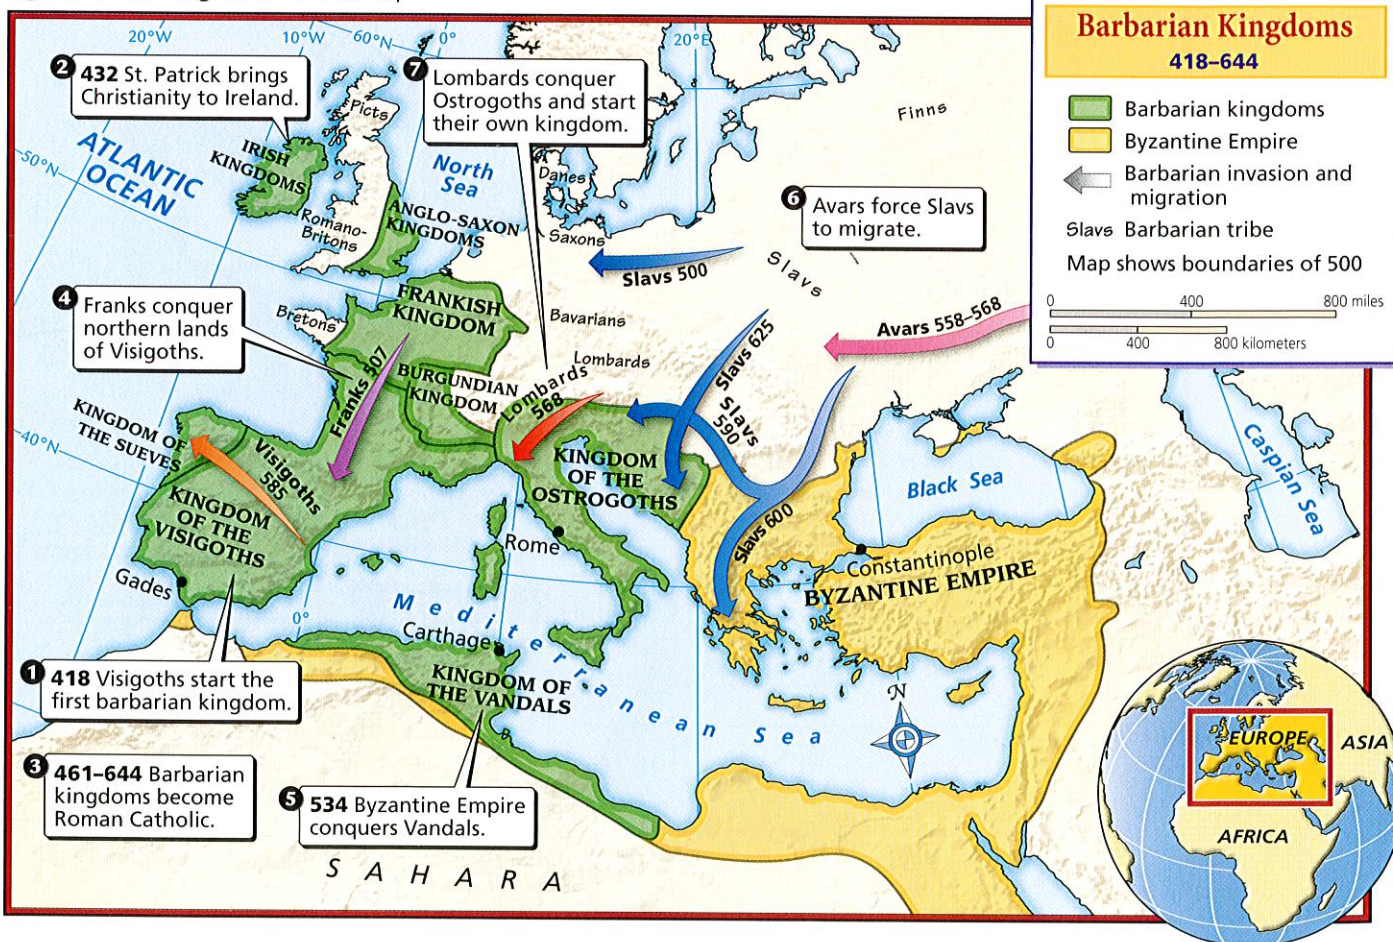 Barbarian Kingdoms
418–644
Barbarian kingdoms
Byzantine Empire
Barbarian invasion and
migration
Slavs Barbarian tribe
Map shows boundaries of 500
0 400 800 miles
0 400 800 kilometers
20°W
10°W
60°N
0°
20°E
50°N
40°N
0°
2 432 St. Patrick brings
Christianity to Ireland.
7 Lombards conquer
Ostrogoths and start
their own kingdom.
6 Avars force Slavs
to migrate.
4 Franks conquer
northern lands
of Visigoths.
1 418 Visigoths start the
first barbarian kingdom.
3 461–644 Barbarian
kingdoms become
Roman Catholic.
5 534 Byzantine Empire
conquers Vandals.
ATLANTIC
OCEAN
IRISH
KINGDOMS
Picts
North
Sea
Romano-
Britons
ANGLO-SAXON
KINGDOMS
Danes
Saxons
Finns
Slavs 500
Slavs
FRANKISH
KINGDOM
Bretons
Bavarians
Lombards
Slavs 625
Avars 558–568
Franks 507
BURGUNDIAN
KINGDOM
Lombards
568
Slavs
590
KINGDOM OF
THE SUEVES
Visigoths
585
KINGDOM
OF THE
VISIGOTHS
KINGDOM
OF THE
OSTROGOTHS
Slavs 600
Black Sea
Caspian Sea
Rome
Constantinople
BYZANTINE EMPIRE
Gades
Mediterranean Sea
Carthage
KINGDOM OF
THE VANDALS
N
SAHARA
EUROPE
ASIA
AFRICA